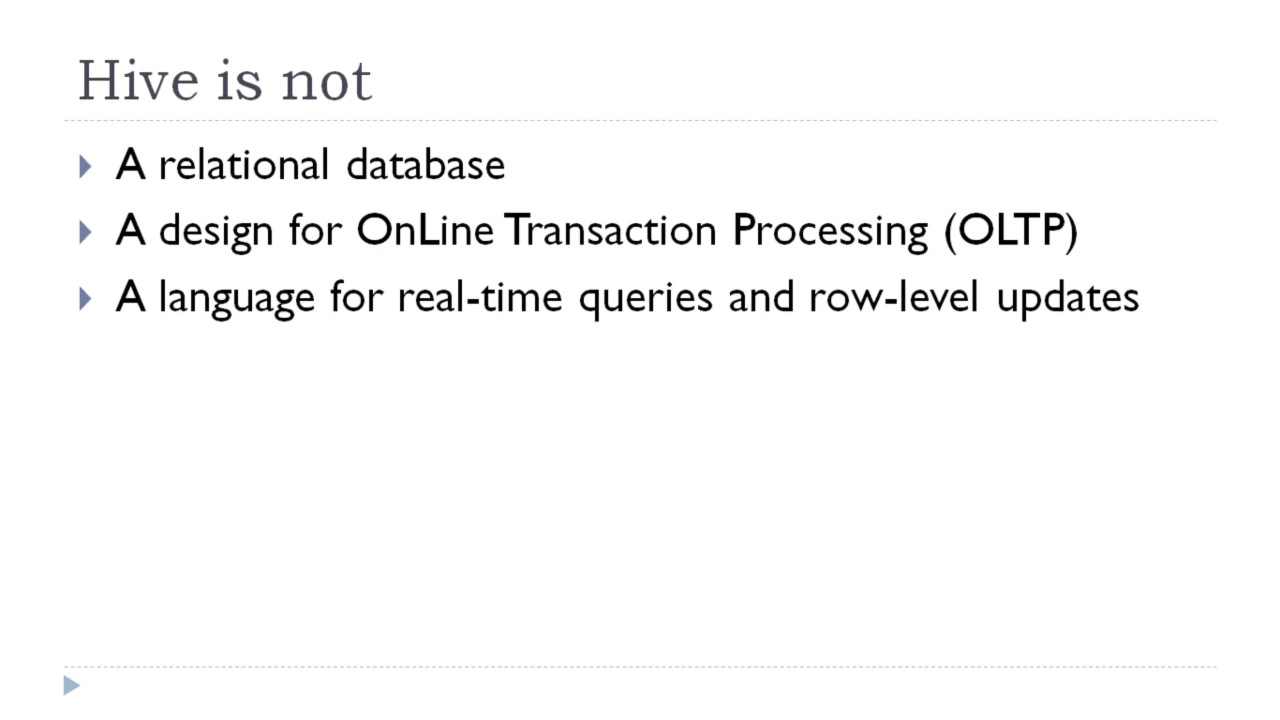 Hive is not
A relational database
A design for OnLine Transaction Processing (OLTP)
A language for real-time queries and row-level updates